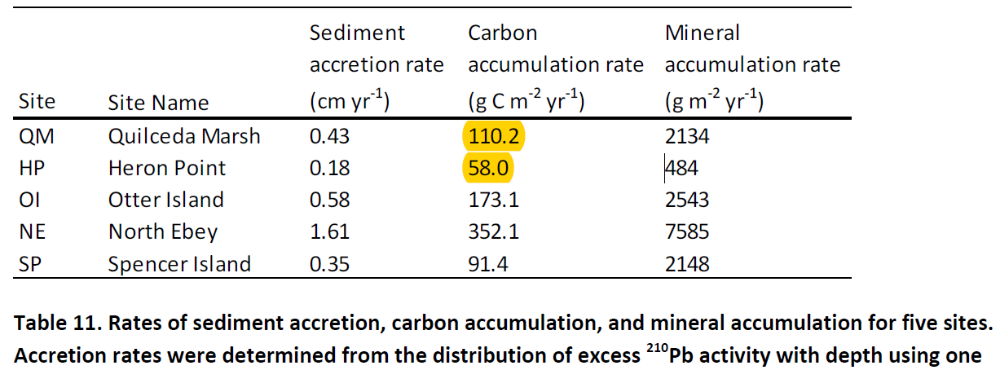 Sediment Carbon Mineral
accretion rate accumulation rate accumulation rate
Site Site Name (cm yr⁻¹) (g C m⁻² yr⁻¹) (g m⁻² yr⁻¹)
QM Quilceda Marsh 0.43 110.2 2134
HP Heron Point 0.18 58.0 484
OI Otter Island 0.58 173.1 2543
NE North Ebey 1.61 352.1 7585
SP Spencer Island 0.35 91.4 2148
Table 11. Rates of sediment accretion, carbon accumulation, and mineral accumulation for five sites.
Accretion rates were determined from the distribution of excess ²¹⁰Pb activity with depth using one